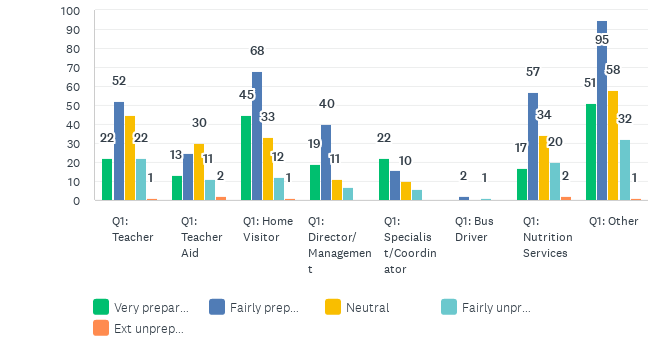 100
90
80
70
60
50
40
30
20
10
0
22
52
22
1
13
30
11
2
45
68
33
12
1
19
40
11
22
10
2
1
17
57
34
20
2
51
95
58
32
1
Q1:
Teacher
Q1:
Teacher
Aid
Q1: Home
Visitor
Q1:
Director/
Managemen
t
Q1:
Specialis
t/Coordin
ator
Q1: Bus
Driver
Q1:
Nutrition
Services
Q1: Other
Very prepar...
Fairly prep...
Neutral
Fairly unpr...
Ext unprep...